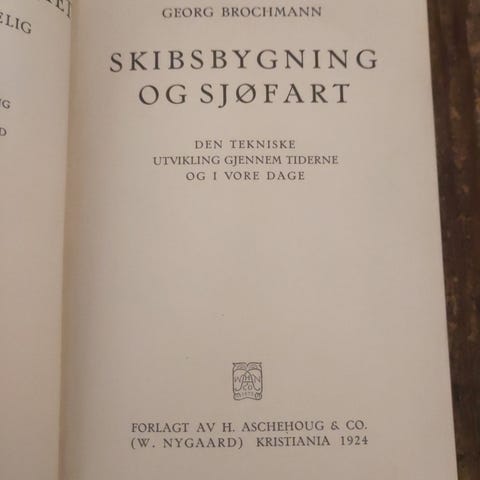 ELIG
GEORG BROCHMANN
SKIBSBYGNING
OG SJØFART
DEN TEKNISKE
UTVIKLING GJENNEM TIDERNE
OG I VORE DAGE
FORLAGT AV H. ASCHEHOUG & CO.
(W. NYGAARD) KRISTIANIA 1924